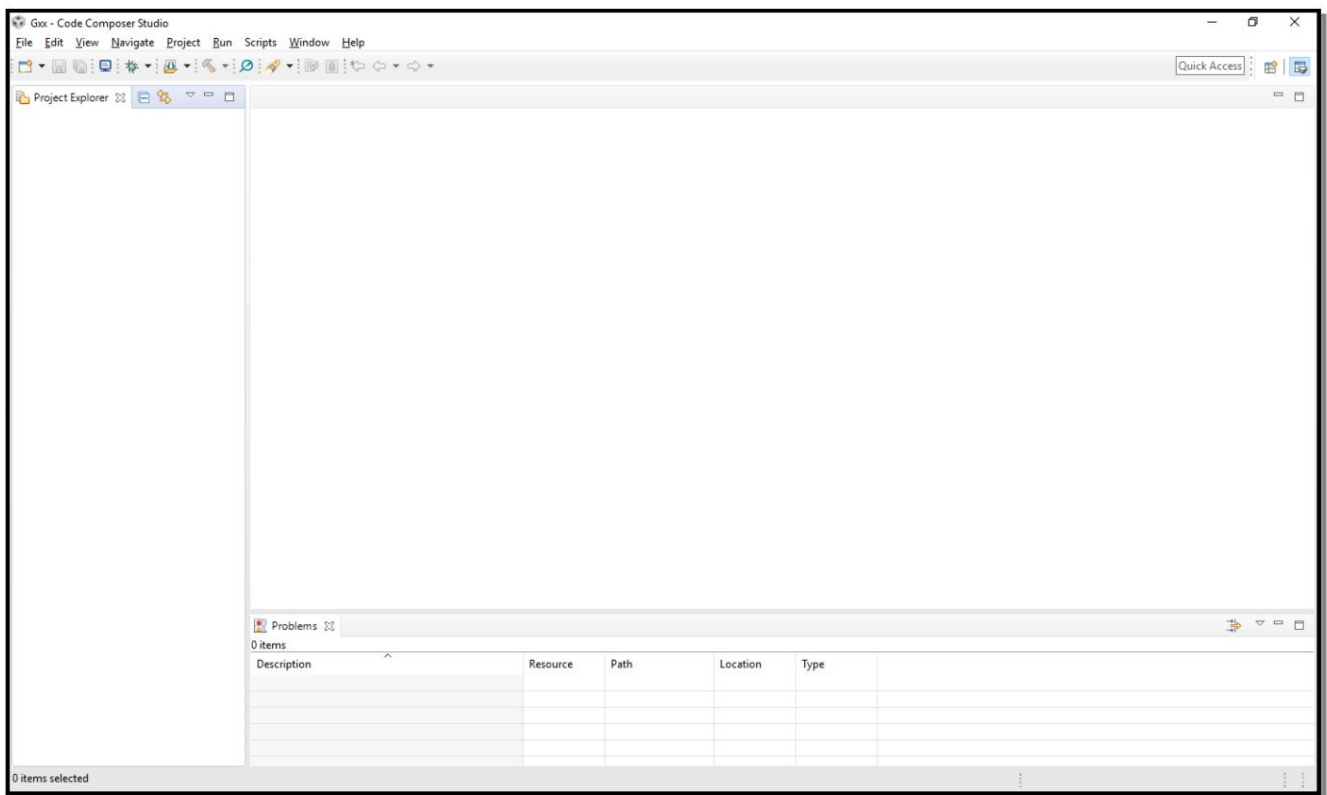 Gxx - Code Composer Studio
File Edit View Navigate Project Run Scripts Window Help
Quick Access
Project Explorer
Problems
0 items
Description Resource Path Location Type
0 items selected